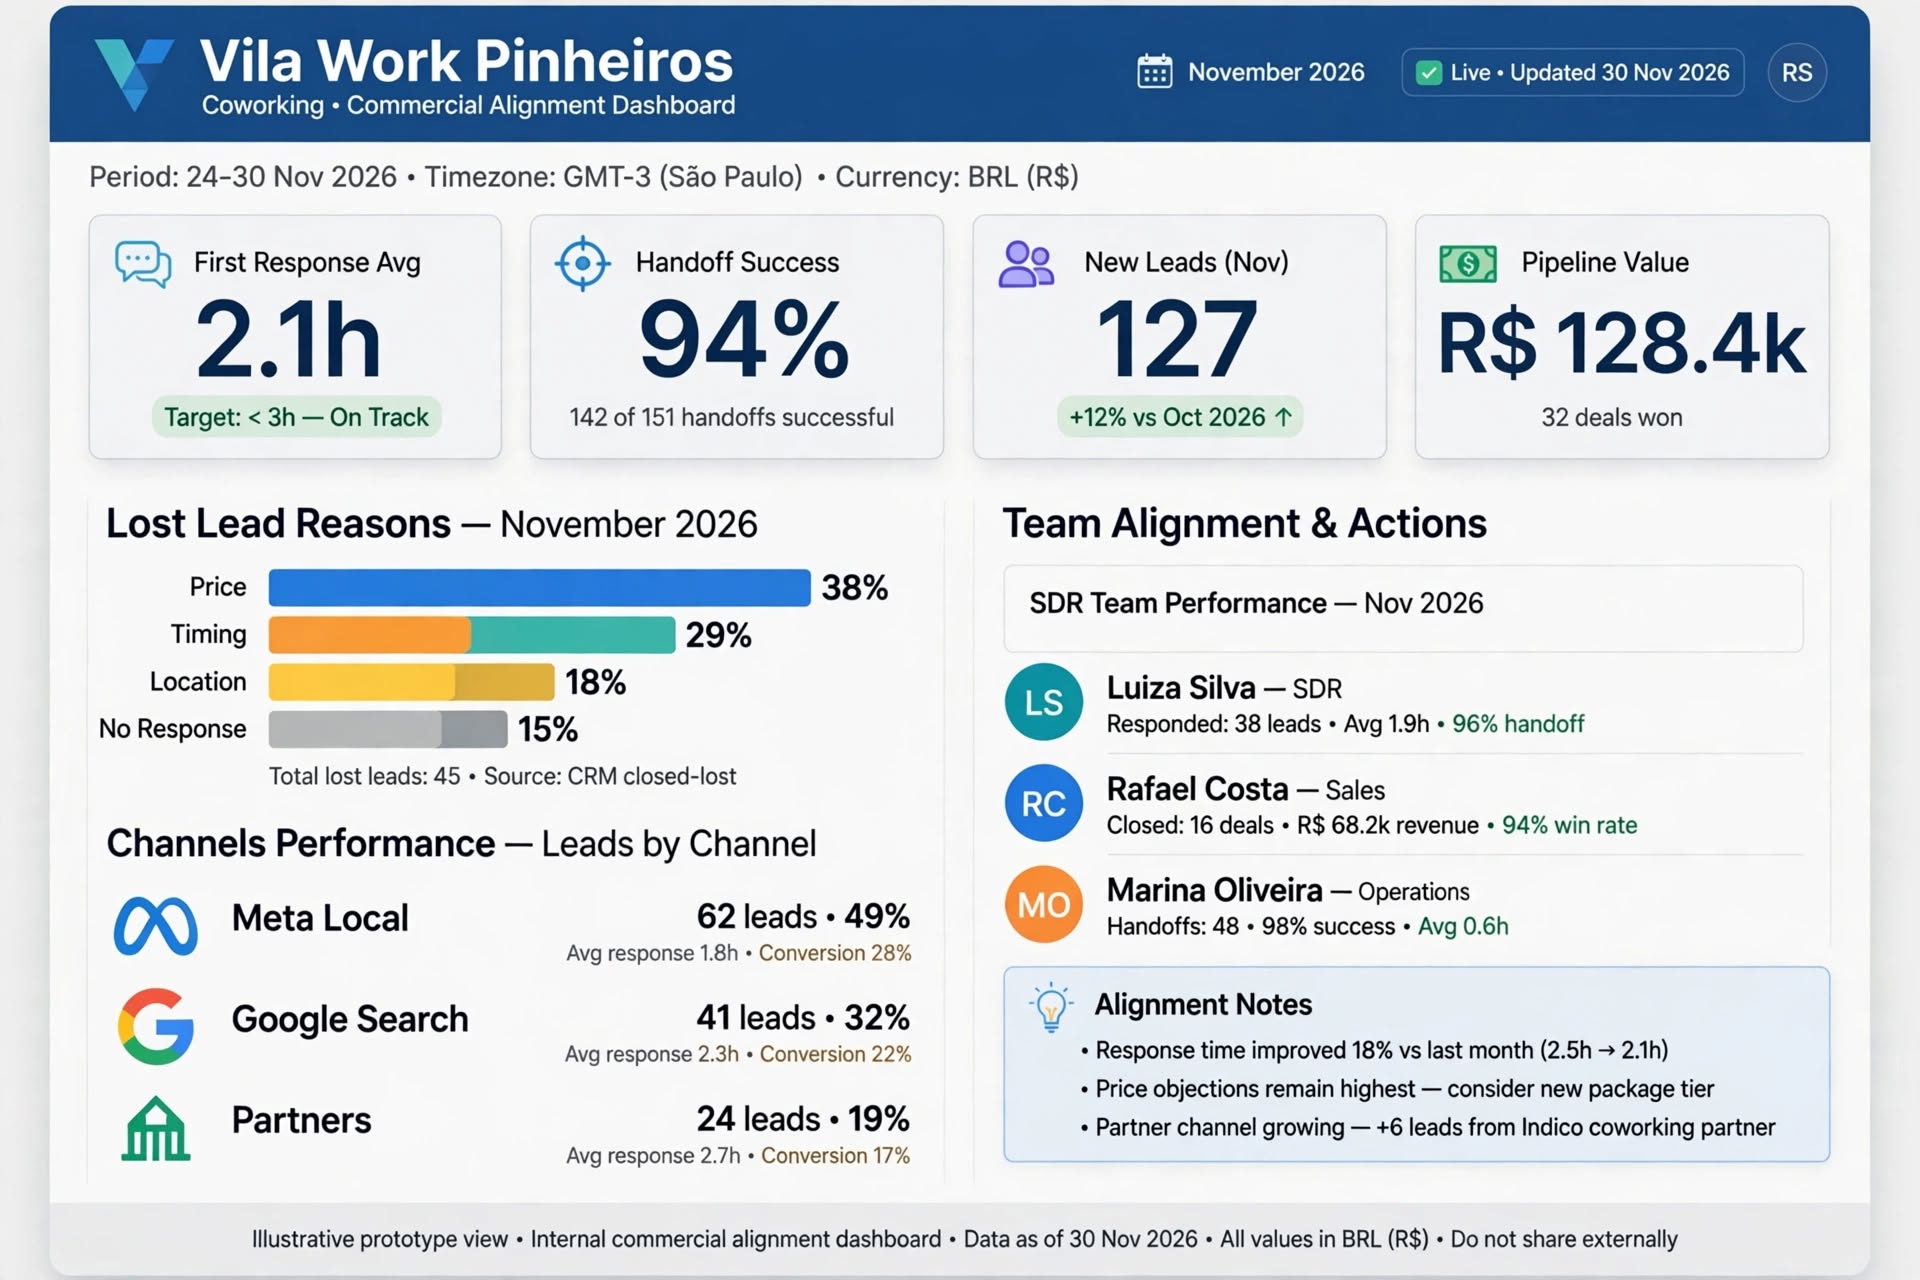 Vila Work Pinheiros
Coworking • Commercial Alignment Dashboard
November 2026
Live • Updated 30 Nov 2026
RS
Period: 24–30 Nov 2026 • Timezone: GMT-3 (São Paulo) • Currency: BRL (R$)
First Response Avg
2.1h
Target: < 3h — On Track
Handoff Success
94%
142 of 151 handoffs successful
New Leads (Nov)
127
+12% vs Oct 2026 ↑
$
Pipeline Value
R$ 128.4k
32 deals won
Lost Lead Reasons — November 2026
Price 38%
Timing 29%
Location 18%
No Response 15%
Total lost leads: 45 • Source: CRM closed-lost
Channels Performance — Leads by Channel
Meta Local
62 leads • 49%
Avg response 1.8h • Conversion 28%
Google Search
41 leads • 32%
Avg response 2.3h • Conversion 22%
Partners
24 leads • 19%
Avg response 2.7h • Conversion 17%
Team Alignment & Actions
SDR Team Performance — Nov 2026
LS
Luiza Silva — SDR
Responded: 38 leads • Avg 1.9h • 96% handoff
RC
Rafael Costa — Sales
Closed: 16 deals • R$ 68.2k revenue • 94% win rate
MO
Marina Oliveira — Operations
Handoffs: 48 • 98% success • Avg 0.6h
Alignment Notes
• Response time improved 18% vs last month (2.5h → 2.1h)
• Price objections remain highest — consider new package tier
• Partner channel growing — +6 leads from Indico coworking partner
Illustrative prototype view • Internal commercial alignment dashboard • Data as of 30 Nov 2026 • All values in BRL (R$) • Do not share externally